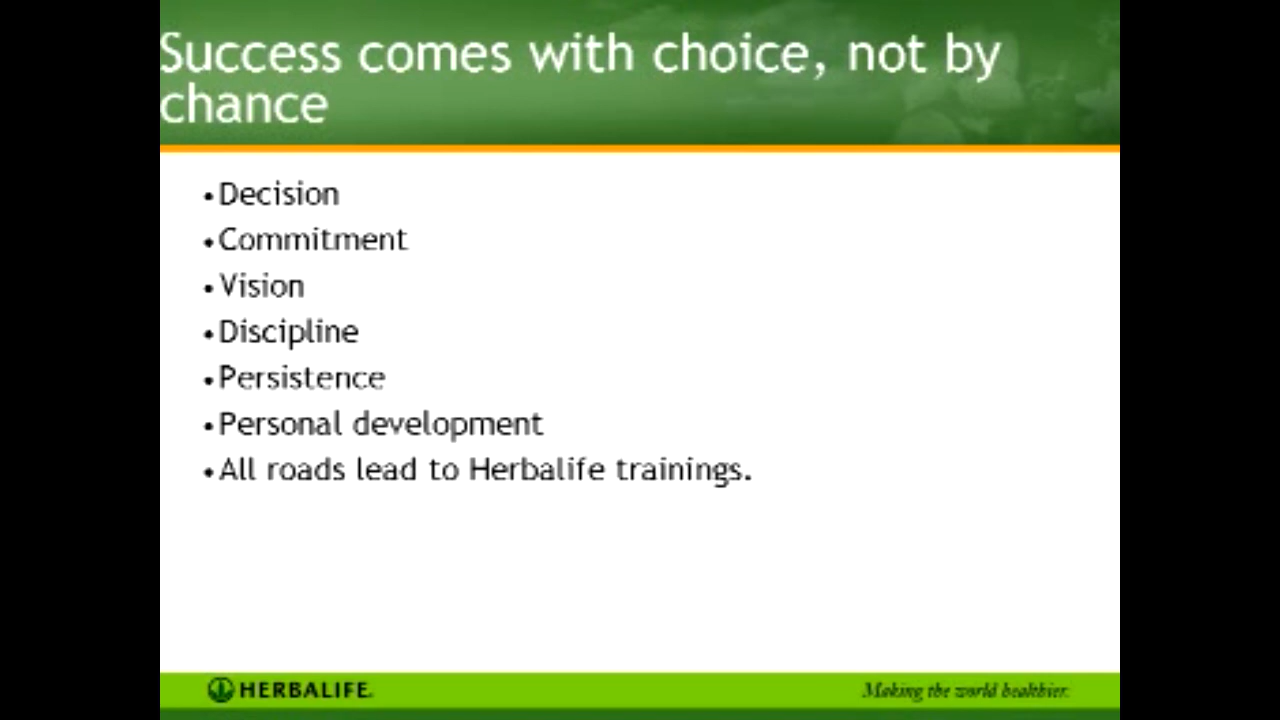 Success comes with choice, not by
chance
•Decision
•Commitment
•Vision
•Discipline
•Persistence
•Personal development
•All roads lead to Herbalife trainings.
HERBALIFE.
Making the world healthier.